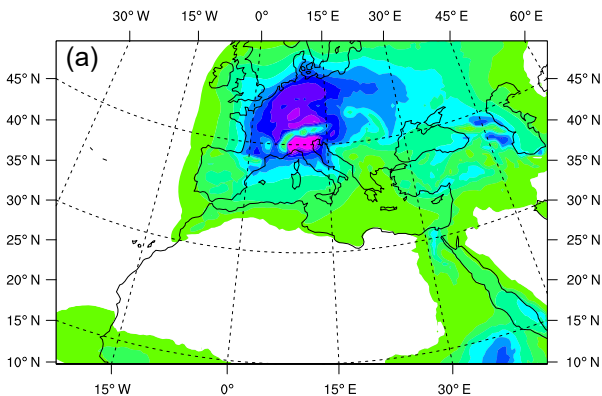 30° W 15° W 0° 15° E 30° E 45° E 60° E
(a)
45° N 45° N
40° N 40° N
35° N 35° N
30° N 30° N
25° N 25° N
20° N 20° N
15° N 15° N
10° N 10° N
15° W 0° 15° E 30° E